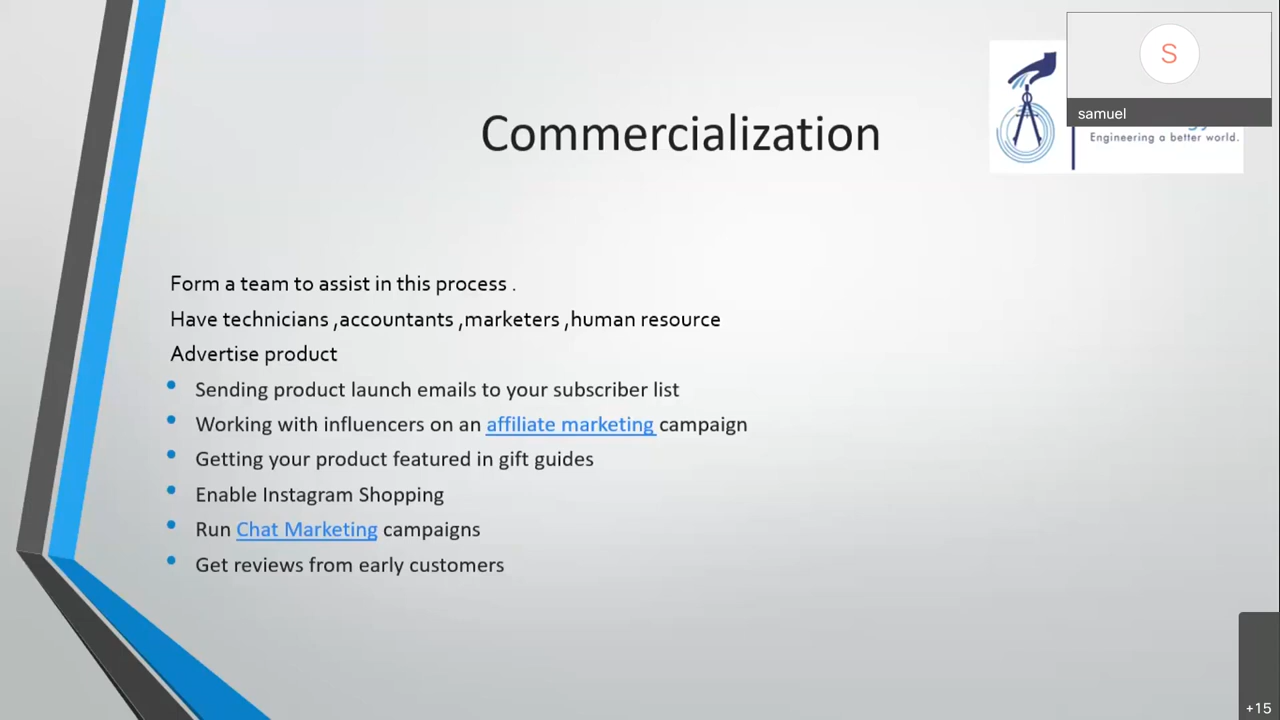 S
samuel
Engineering a better world.
Commercialization
Form a team to assist in this process .
Have technicians ,accountants ,marketers ,human resource
Advertise product
Sending product launch emails to your subscriber list
Working with influencers on an affiliate marketing campaign
Getting your product featured in gift guides
Enable Instagram Shopping
Run Chat Marketing campaigns
Get reviews from early customers
+15